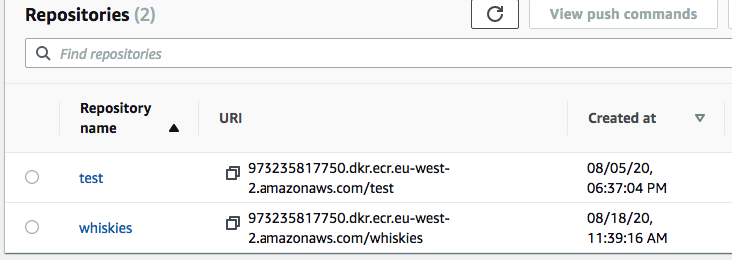 Repositories (2)
View push commands
Find repositories
Repository
name
URI
Created at
test
973235817750.dkr.ecr.eu-west-
2.amazonaws.com/test
08/05/20,
06:37:04 PM
whiskies
973235817750.dkr.ecr.eu-west-
2.amazonaws.com/whiskies
08/18/20,
11:39:16 AM